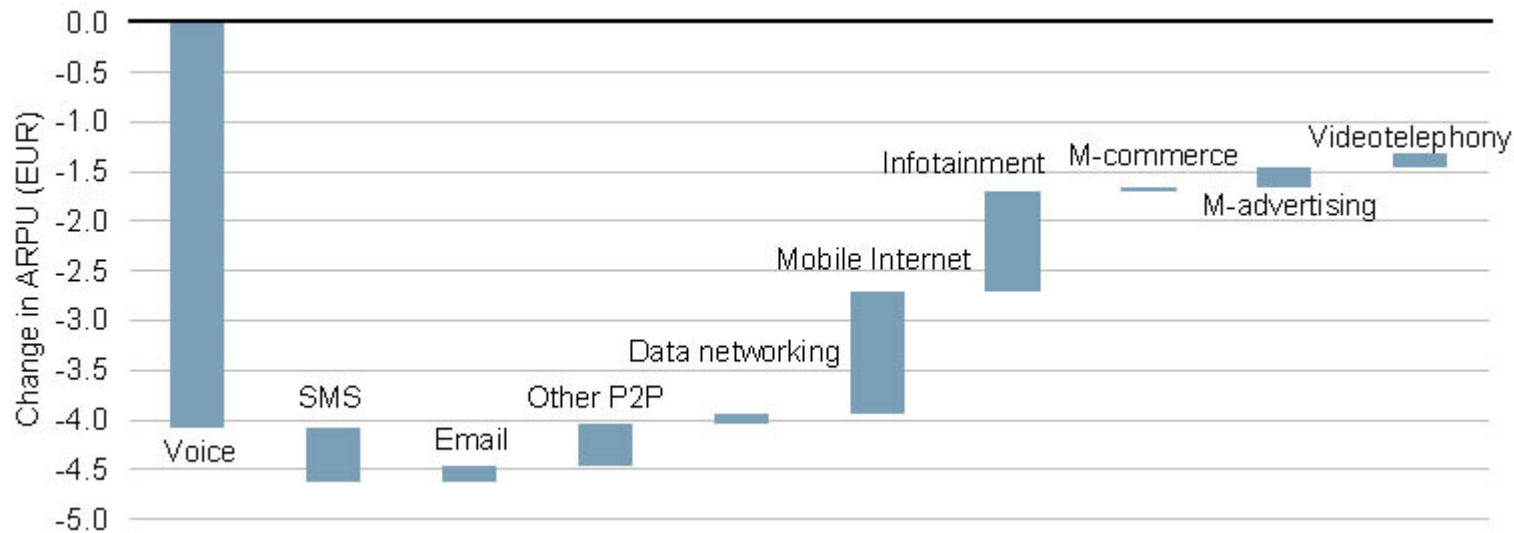 Change in ARPU (EUR)
0.0
-0.5
-1.0
-1.5
-2.0
-2.5
-3.0
-3.5
-4.0
-4.5
-5.0
Voice
SMS
Email
Other P2P
Data networking
Mobile Internet
Infotainment
M-commerce
M-advertising
Videotelephony